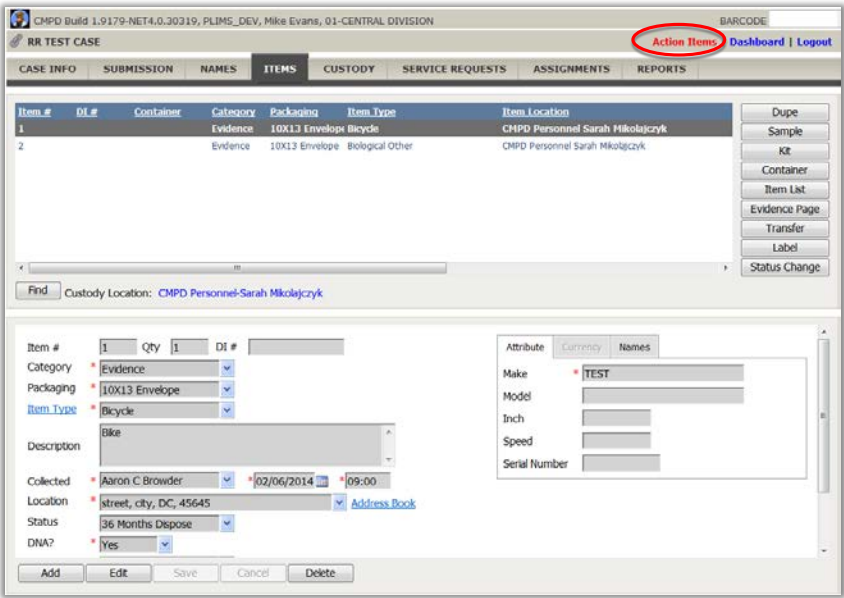 CMPD Build 1.9179-NET4.0.30319, PLIMS_DEV, Mike Evans, 01-CENTRAL DIVISION BARCODE
RR TEST CASE Action Items Dashboard | Logout
CASE INFO SUBMISSION NAMES ITEMS CUSTODY SERVICE REQUESTS ASSIGNMENTS REPORTS
Item # DI # Container Category Packaging Item Type Item Location
1 Evidence 10X13 Envelope Bicycle CMPD Personnel Sarah Mikolajczyk
2 Evidence 10X13 Envelope Biological Other CMPD Personnel Sarah Mikolajczyk
Dupe
Sample
Kit
Container
Item List
Evidence Page
Transfer
Label
Status Change
Find Custody Location: CMPD Personnel-Sarah Mikolajczyk
Item # 1 Qty 1 DI #
Category * Evidence
Packaging * 10X13 Envelope
Item Type * Bicycle
Description Bike
Collected * Aaron C Browder * 02/06/2014 * 09:00
Location * street, city, DC, 45645 Address Book
Status 36 Months Dispose
DNA? * Yes
Attribute Currency Names
Make * TEST
Model
Inch
Speed
Serial Number
Add Edit Save Cancel Delete